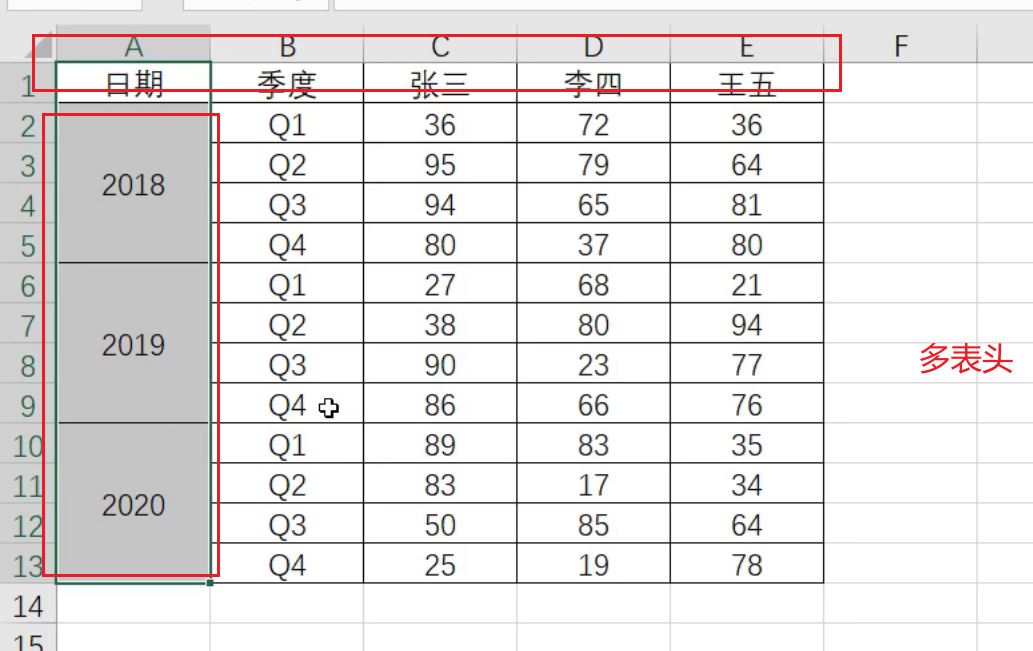 A B C D E F
1 日期 季度 张三 李四 王五
2 Q1 36 72 36
3 Q2 95 79 64
2018
4 Q3 94 65 81
5 Q4 80 37 80
6 Q1 27 68 21
7 Q2 38 80 94
2019
8 Q3 90 23 77
多表头
9 Q4 86 66 76
10 Q1 89 83 35
11 Q2 83 17 34
2020
12 Q3 50 85 64
13 Q4 25 19 78
14
15